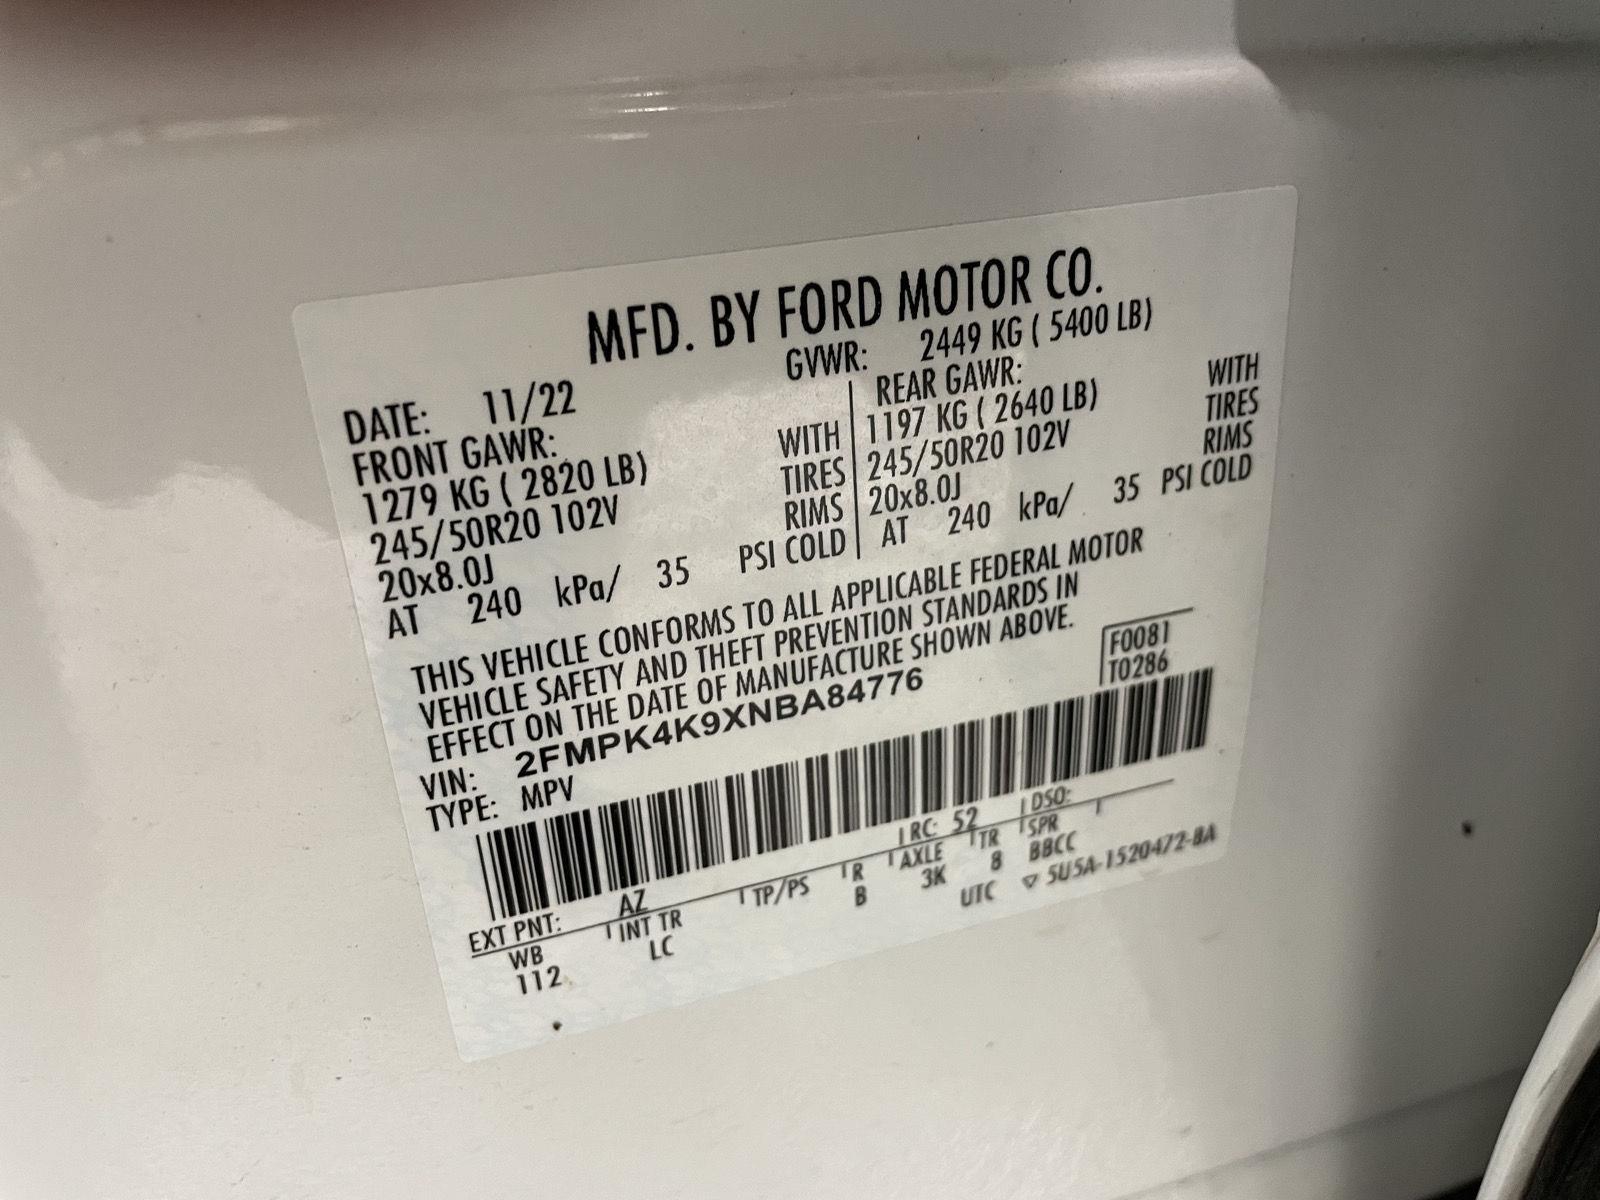 MFD. BY FORD MOTOR CO.
DATE: 11/22 GVWR: 2449 KG ( 5400 LB)
FRONT GAWR: REAR GAWR:
1279 KG ( 2820 LB) WITH 1197 KG ( 2640 LB) WITH
245/50R20 102V TIRES 245/50R20 102V TIRES
20x8.0J RIMS 20x8.0J RIMS
AT 240 kPa/ 35 PSI COLD AT 240 kPa/ 35 PSI COLD
THIS VEHICLE CONFORMS TO ALL APPLICABLE FEDERAL MOTOR
VEHICLE SAFETY AND THEFT PREVENTION STANDARDS IN
EFFECT ON THE DATE OF MANUFACTURE SHOWN ABOVE.
VIN: 2FMPK4K9XNBA84776 F0081
TYPE: MPV T0286
EXT PNT: AZ RC: 52 DSO:
WB INT TR TP/PS R AXLE TR SPR
112 LC B 3K 8 BBCC
UTC ▽ 5U5A-1520472-BA